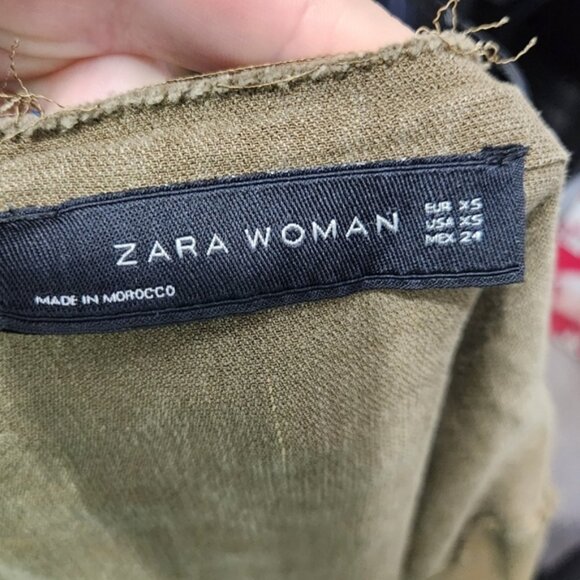 ZARA WOMAN
EUR XS
USA XS
MEX 24
MADE IN MOROCCO